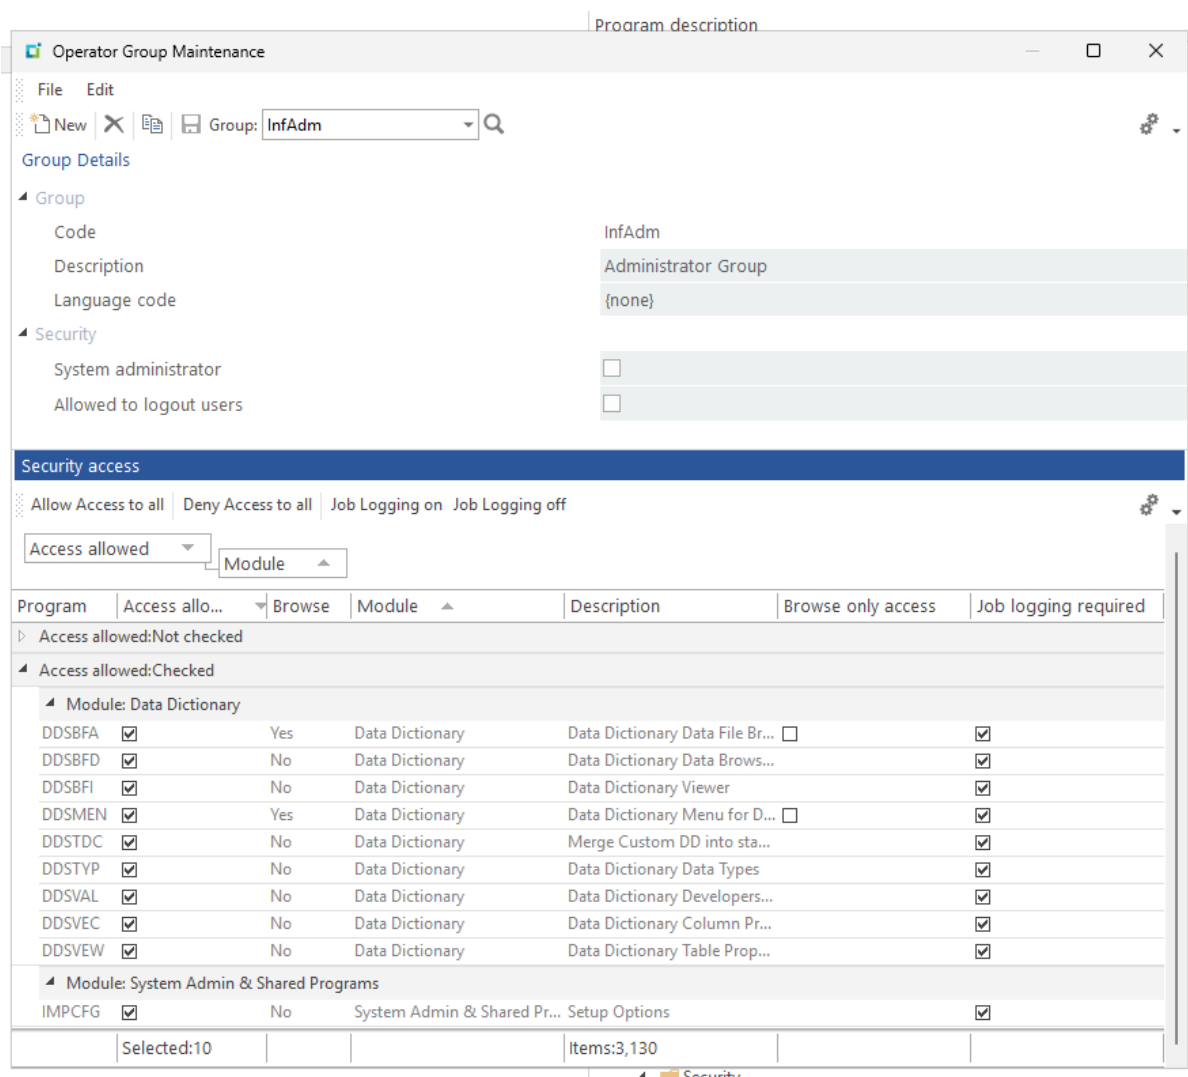 Program description
Operator Group Maintenance
File Edit
New Group: InfAdm
Group Details
Group
Code InfAdm
Description Administrator Group
Language code {none}
Security
System administrator
Allowed to logout users
Security access
Allow Access to all Deny Access to all Job Logging on Job Logging off
Access allowed
Module
Program Access allo... Browse Module Description Browse only access Job logging required
Access allowed:Not checked
Access allowed:Checked
Module: Data Dictionary
DDSBFA Yes Data Dictionary Data Dictionary Data File Br...
DDSBFD No Data Dictionary Data Dictionary Data Brows...
DDSBFI No Data Dictionary Data Dictionary Viewer
DDSMEN Yes Data Dictionary Data Dictionary Menu for D...
DDSTDC No Data Dictionary Merge Custom DD into sta...
DDSTYP No Data Dictionary Data Dictionary Data Types
DDSVAL No Data Dictionary Data Dictionary Developers...
DDSVEC No Data Dictionary Data Dictionary Column Pr...
DDSVEW No Data Dictionary Data Dictionary Table Prop...
Module: System Admin & Shared Programs
IMPCFG No System Admin & Shared Pr... Setup Options
Selected:10 Items:3,130
Security